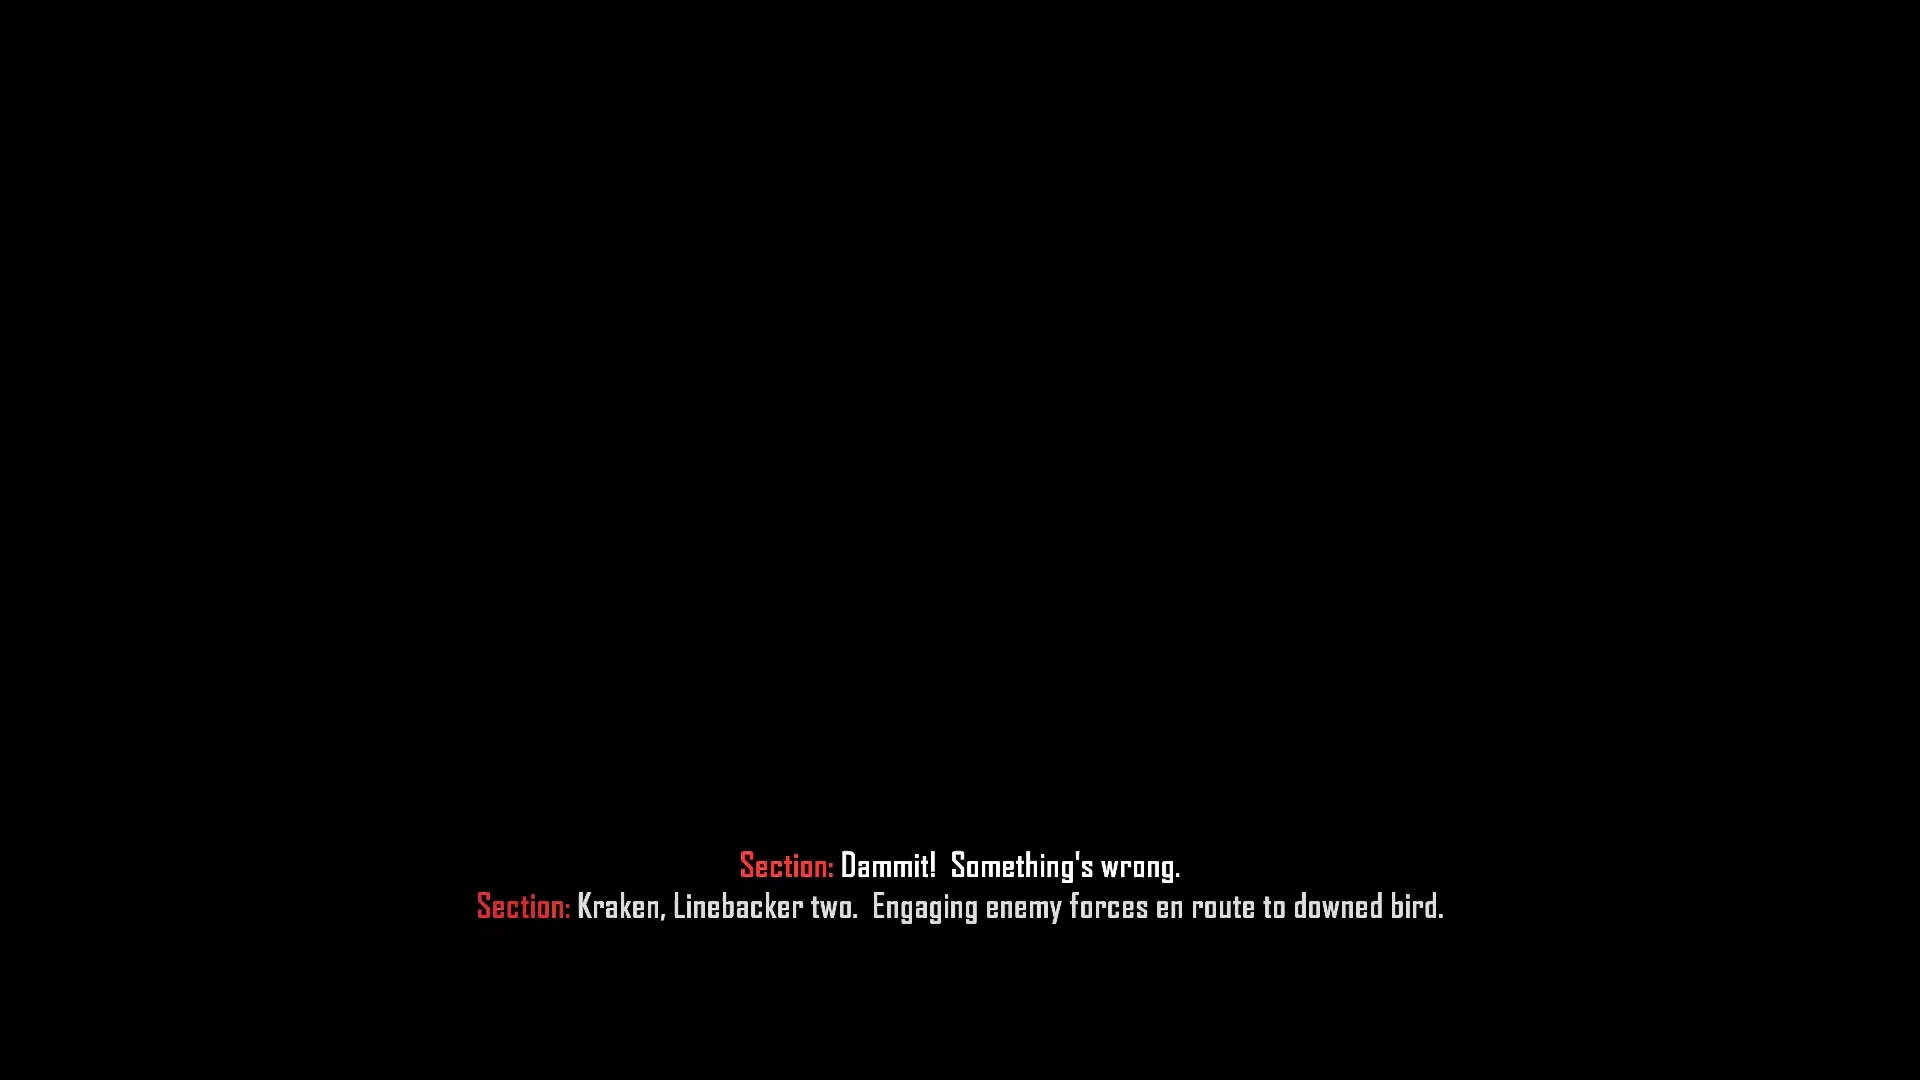 Section: Dammit!  Something's wrong.
Section: Kraken, Linebacker two.  Engaging enemy forces en route to downed bird.